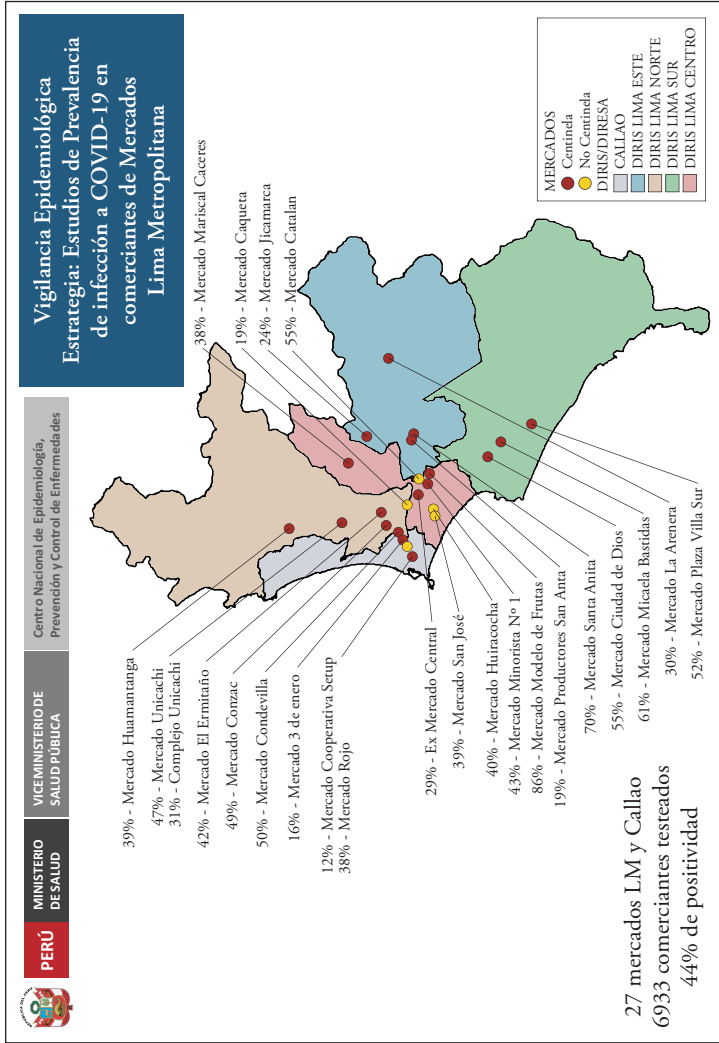 REPUBLICA DEL PERU
PERÚ
MINISTERIO
DE SALUD
VICEMINISTERIO DE
SALUD PÚBLICA
Centro Nacional de Epidemiología,
Prevención y Control de Enfermedades
Vigilancia Epidemiológica
Estrategia: Estudios de Prevalencia
de infección a COVID-19 en
comerciantes de Mercados
Lima Metropolitana
39% - Mercado Huamantanga
47% - Mercado Unicachi
31% - Complejo Unicachi
42% - Mercado El Ermitaño
49% - Mercado Conzac
50% - Mercado Condevilla
16% - Mercado 3 de enero
12% - Mercado Cooperativa Setup
38% - Mercado Rojo
38% - Mercado Mariscal Caceres
19% - Mercado Caqueta
24% - Mercado Jicamarca
55% - Mercado Catalan
29% - Ex Mercado Central
39% - Mercado San José
40% - Mercado Huiracocha
43% - Mercado Minorista Nº 1
86% - Mercado Modelo de Frutas
19% - Mercado Productores San Anta
70% - Mercado Santa Anita
55% - Mercado Ciudad de Dios
61% - Mercado Micaela Bastidas
30% - Mercado La Arenera
52% - Mercado Plaza Villa Sur
27 mercados LM y Callao
6933 comerciantes testeados
44% de positividad
MERCADOS
Centinela
No Centinela
DIRIS/DIRESA
CALLAO
DIRIS LIMA ESTE
DIRIS LIMA NORTE
DIRIS LIMA SUR
DIRIS LIMA CENTRO